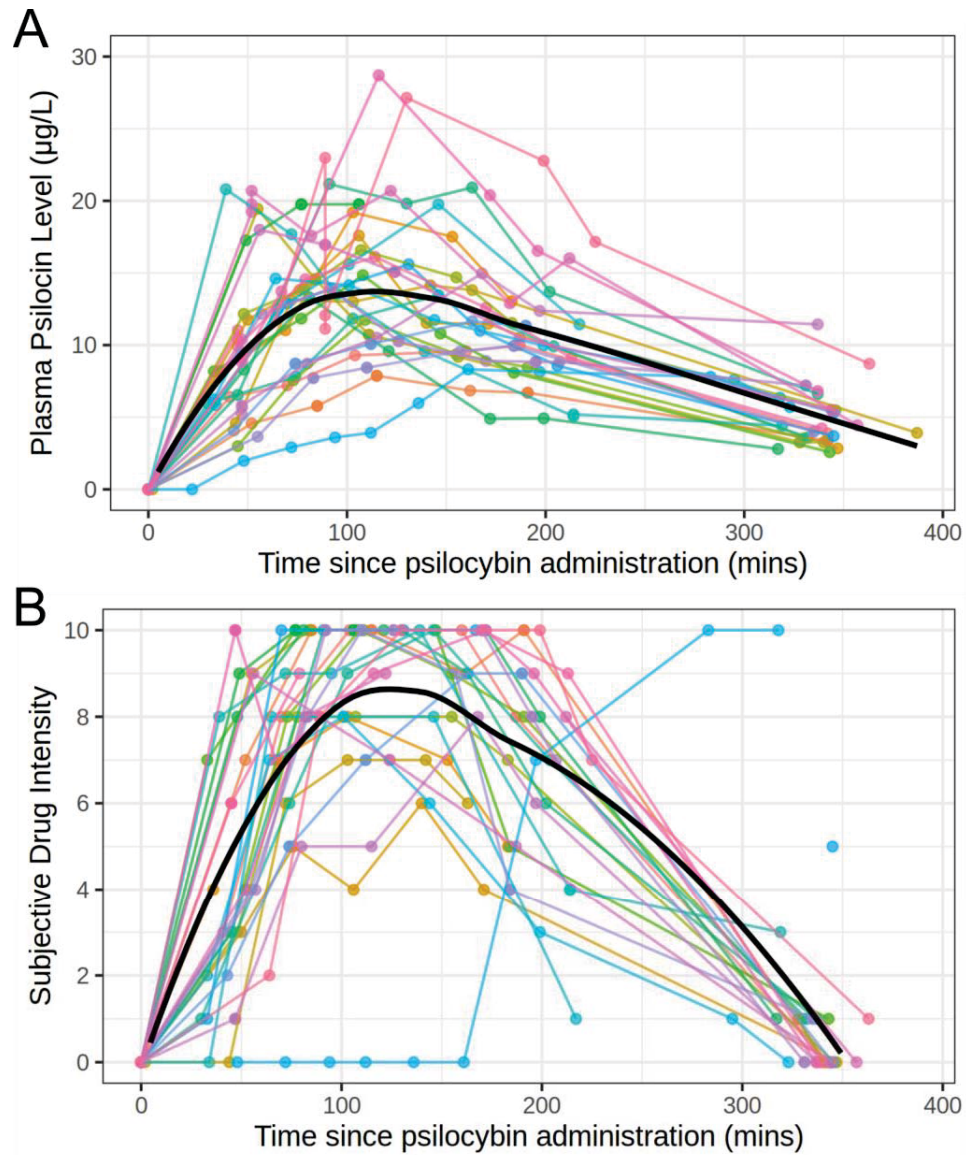 A
30
20
10
0
Plasma Psilocin Level (µg/L)
0 100 200 300 400
Time since psilocybin administration (mins)
B
10
8
6
4
2
0
Subjective Drug Intensity
0 100 200 300 400
Time since psilocybin administration (mins)